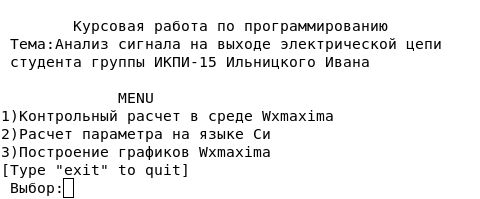 Курсовая работа по программированию
Тема:Анализ сигнала на выходе электрической цепи
студента группы ИКПИ-15 Ильницкого Ивана
MENU
1)Контрольный расчет в среде Wxmaxima
2)Расчет параметра на языке Си
3)Построение графиков Wxmaxima
[Type "exit" to quit]
Выбор: